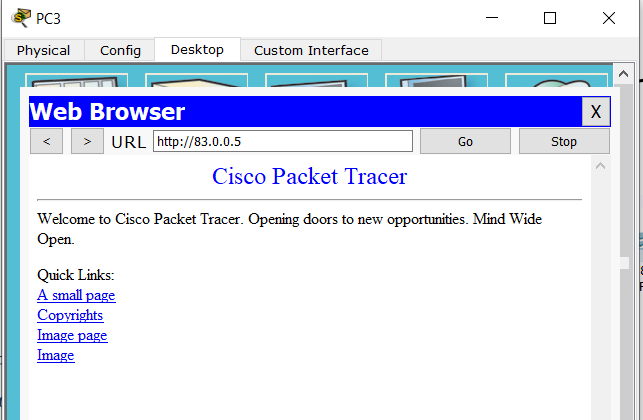 PC3
Physical Config Desktop Custom Interface
Web Browser X
< > URL http://83.0.0.5 Go Stop
Cisco Packet Tracer
Welcome to Cisco Packet Tracer. Opening doors to new opportunities. Mind Wide
Open.
Quick Links:
A small page
Copyrights
Image page
Image